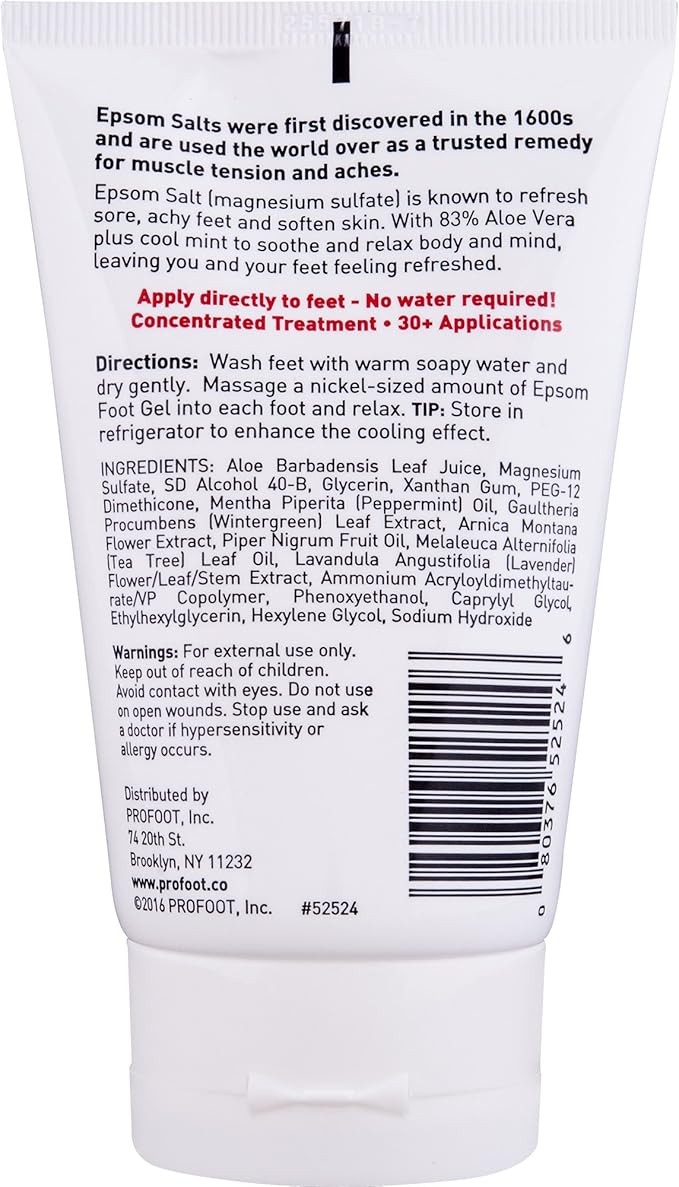 Epsom Salts were first discovered in the 1600s
and are used the world over as a trusted remedy
for muscle tension and aches.
Epsom Salt (magnesium sulfate) is known to refresh
sore, achy feet and soften skin. With 83% Aloe Vera
plus cool mint to soothe and relax body and mind,
leaving you and your feet feeling refreshed.
Apply directly to feet - No water required!
Concentrated Treatment • 30+ Applications
Directions: Wash feet with warm soapy water and
dry gently. Massage a nickel-sized amount of Epsom
Foot Gel into each foot and relax. TIP: Store in
refrigerator to enhance the cooling effect.
INGREDIENTS: Aloe Barbadensis Leaf Juice, Magnesium
Sulfate, SD Alcohol 40-B, Glycerin, Xanthan Gum, PEG-12
Dimethicone, Mentha Piperita (Peppermint) Oil, Gaultheria
Procumbens (Wintergreen) Leaf Extract, Arnica Montana
Flower Extract, Piper Nigrum Fruit Oil, Melaleuca Alternifolia
(Tea Tree) Leaf Oil, Lavandula Angustifolia (Lavender)
Flower/Leaf/Stem Extract, Ammonium Acryloyldimethyltau-
rate/VP Copolymer, Phenoxyethanol, Caprylyl Glycol,
Ethylhexylglycerin, Hexylene Glycol, Sodium Hydroxide
Warnings: For external use only.
Keep out of reach of children.
Avoid contact with eyes. Do not use
on open wounds. Stop use and ask
a doctor if hypersensitivity or
allergy occurs.
Distributed by
PROFOOT, Inc.
74 20th St.
Brooklyn, NY 11232
www.profoot.co
©2016 PROFOOT, Inc. #52524
0 80376 52524 6